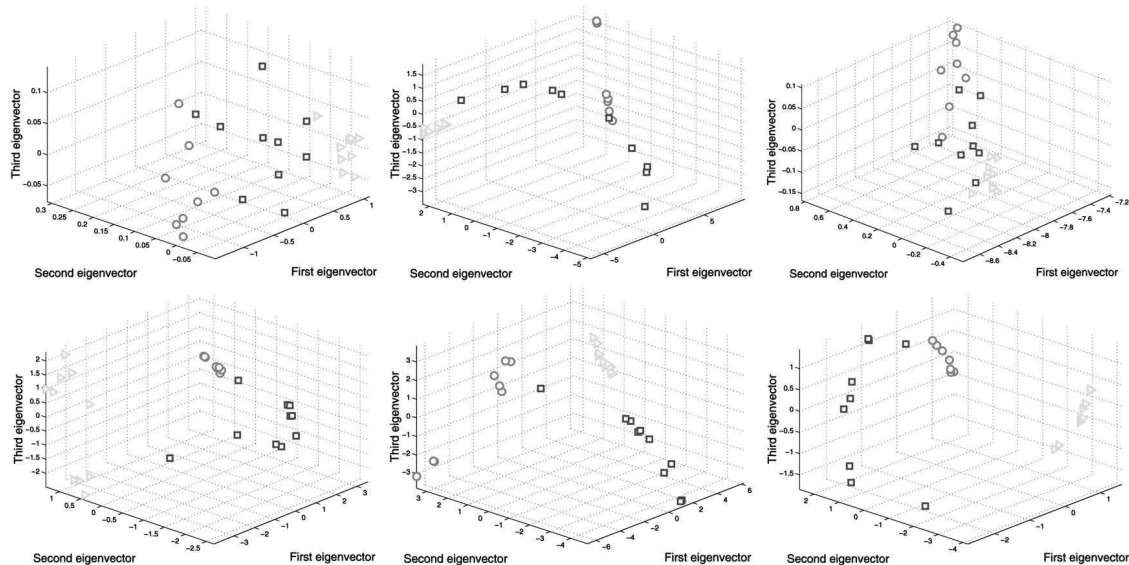 Third eigenvector
0.1
0.05
0
−0.05
0.3 0.25 0.2 0.15 0.1 0.05 0 −0.05
−1 −0.5 0 0.5 1
Second eigenvector
First eigenvector
Third eigenvector
1.5
1
0.5
0
−0.5
−1
−1.5
−2
−2.5
−3
2 1 0 −1 −2 −3 −4 −5
−5 0 5
Second eigenvector
First eigenvector
Third eigenvector
0.1
0.05
0
−0.05
−0.1
−0.15
0.8 0.6 0.4 0.2 0 −0.2 −0.4
−8.6 −8.4 −8.2 −8 −7.8 −7.6 −7.4 −7.2
Second eigenvector
First eigenvector
Third eigenvector
2
1.5
1
0.5
0
−0.5
−1
−1.5
−2
1 0.5 0 −0.5 −1 −1.5 −2 −2.5
−3 −2 −1 0 1 2 3
Second eigenvector
First eigenvector
Third eigenvector
3
2
1
0
−1
−2
−3
3 2 1 0 −1 −2 −3 −4
−6 −4 −2 0 2 4 6
Second eigenvector
First eigenvector
Third eigenvector
1
0.5
0
−0.5
−1
−1.5
2 1 0 −1 −2 −3 −4
−2 −1 0 1
Second eigenvector
First eigenvector